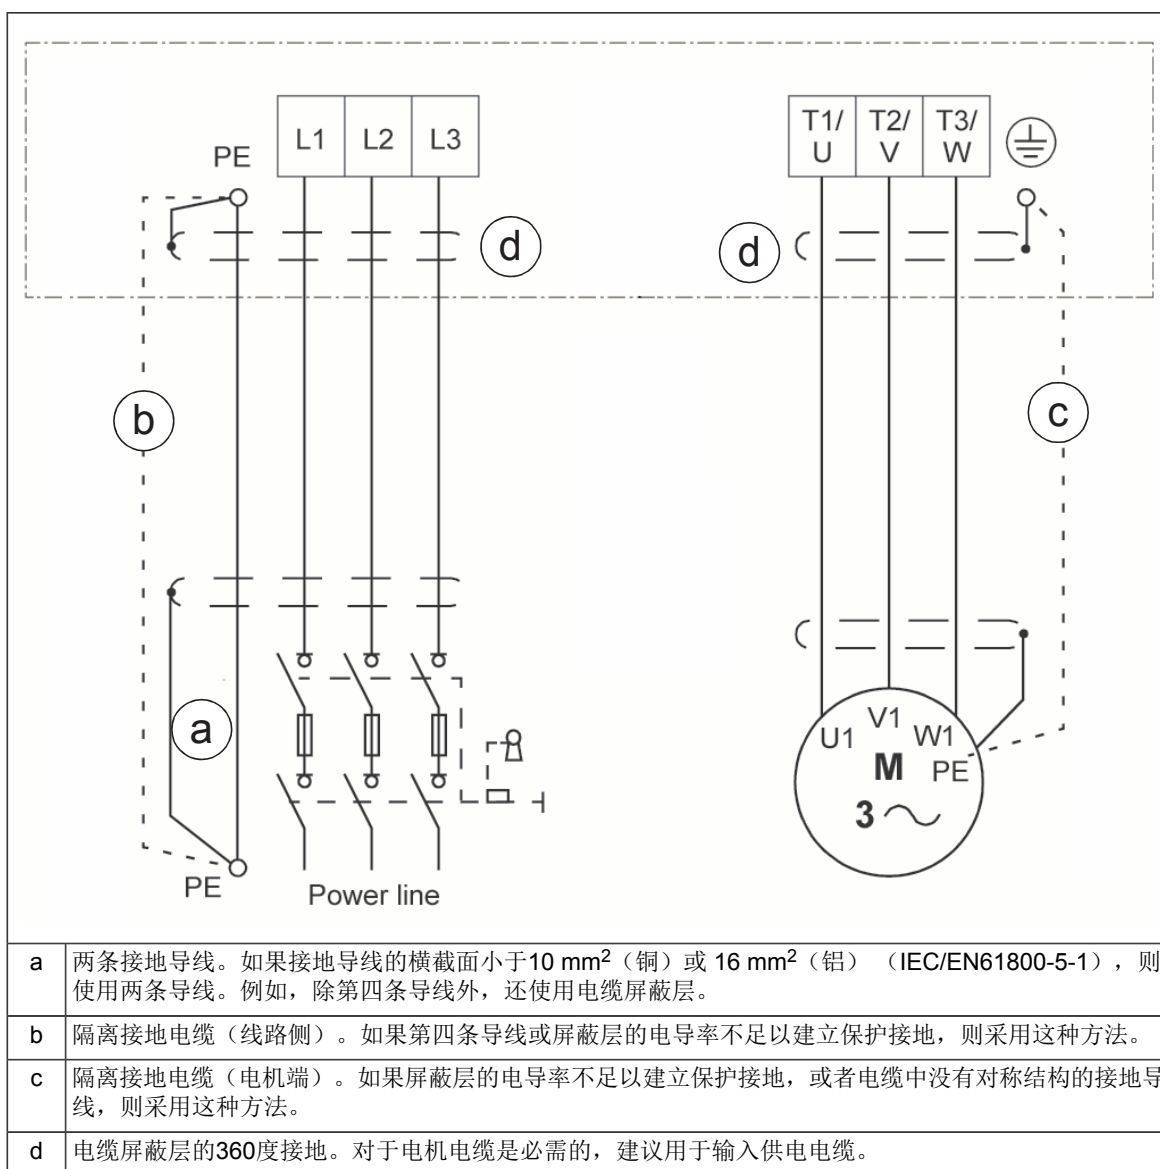 L1 L2 L3
T1/U T2/V T3/W
PE
d
d
b
c
a
U1 V1 W1
M PE
3
PE
Power line
a 两条接地导线。如果接地导线的横截面小于10 mm²（铜）或 16 mm²（铝） （IEC/EN61800-5-1），则
使用两条导线。例如，除第四条导线外，还使用电缆屏蔽层。
b 隔离接地电缆（线路侧）。如果第四条导线或屏蔽层的电导率不足以建立保护接地，则采用这种方法。
c 隔离接地电缆（电机端）。如果屏蔽层的电导率不足以建立保护接地，或者电缆中没有对称结构的接地导
线，则采用这种方法。
d 电缆屏蔽层的360度接地。对于电机电缆是必需的，建议用于输入供电电缆。